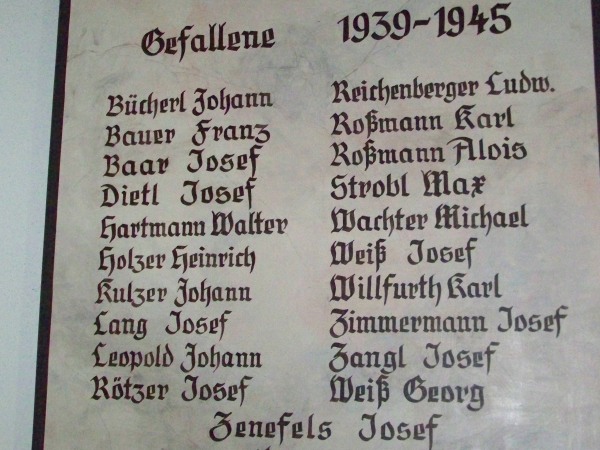 Gefallene 1939-1945
Bücherl Johann
Bauer Franz
Baar Josef
Dietl Josef
Hartmann Walter
Holzer Heinrich
Kulzer Johann
Lang Josef
Leopold Johann
Rötzer Josef
Reichenberger Ludw.
Roßmann Karl
Roßmann Alois
Strobl Max
Wachter Michael
Weiß Josef
Willfurth Karl
Zimmermann Josef
Zangl Josef
Weiß Georg
Zenefels Josef